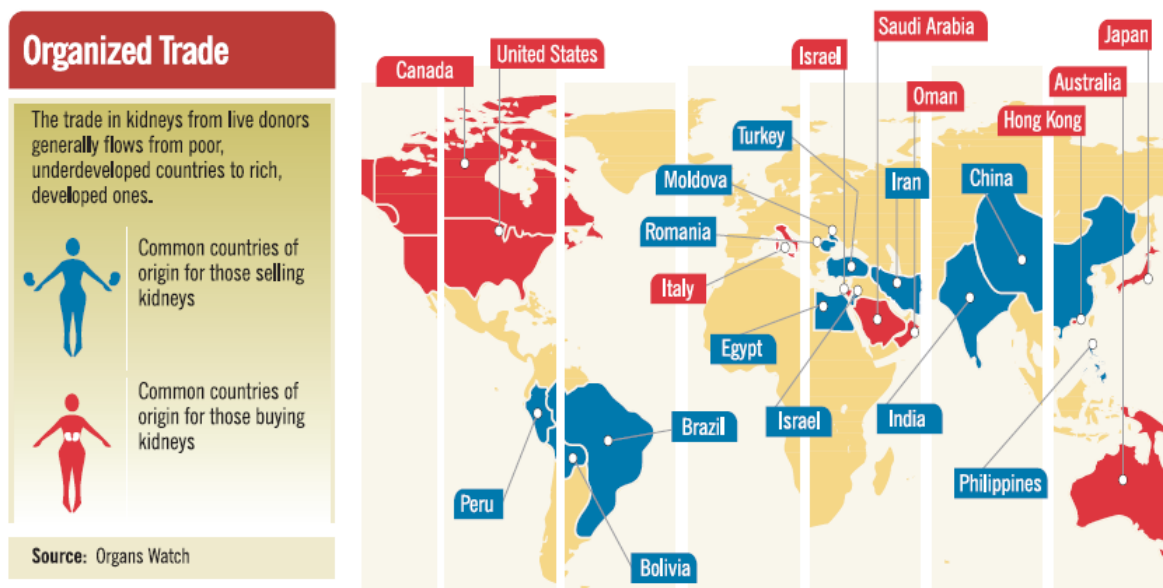 Organized Trade
The trade in kidneys from live donors
generally flows from poor,
underdeveloped countries to rich,
developed ones.
Common countries of
origin for those selling
kidneys
Common countries of
origin for those buying
kidneys
Source: Organs Watch
Canada
United States
Israel
Saudi Arabia
Japan
Oman
Australia
Hong Kong
Turkey
Moldova
Iran
China
Romania
Italy
Egypt
Israel
India
Brazil
Peru
Bolivia
Philippines